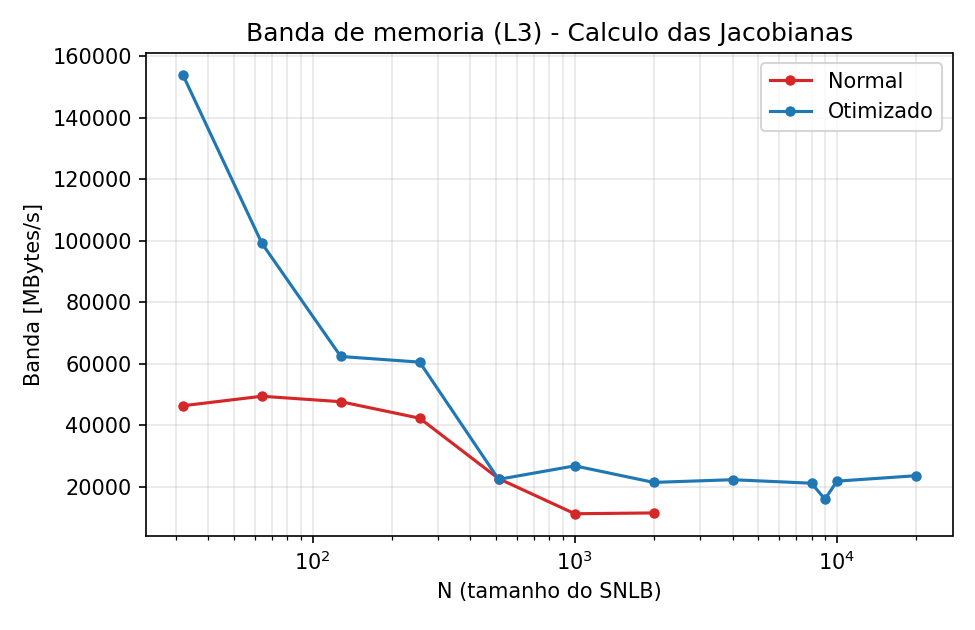 Banda de memoria (L3) - Calculo das Jacobianas
Normal
Otimizado
Banda [MBytes/s]
160000
140000
120000
100000
80000
60000
40000
20000
10²
10³
10⁴
N (tamanho do SNLB)